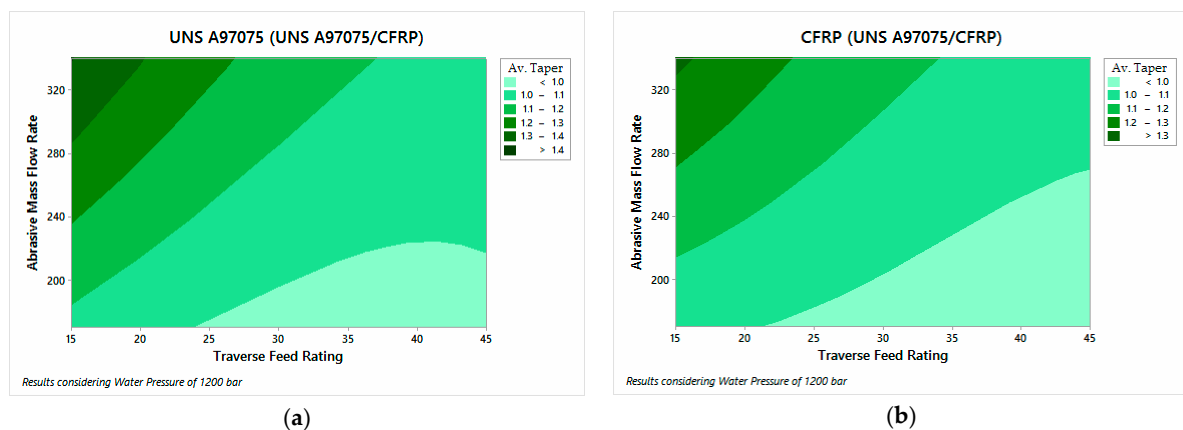 UNS A97075 (UNS A97075/CFRP)
Abrasive Mass Flow Rate
320
280
240
200
15 20 25 30 35 40 45
Traverse Feed Rating
Av. Taper
< 1.0
1.0 – 1.1
1.1 – 1.2
1.2 – 1.3
1.3 – 1.4
> 1.4
Results considering Water Pressure of 1200 bar
(a)
CFRP (UNS A97075/CFRP)
Abrasive Mass Flow Rate
320
280
240
200
15 20 25 30 35 40 45
Traverse Feed Rating
Av. Taper
< 1.0
1.0 – 1.1
1.1 – 1.2
1.2 – 1.3
> 1.3
Results considering Water Pressure of 1200 bar
(b)